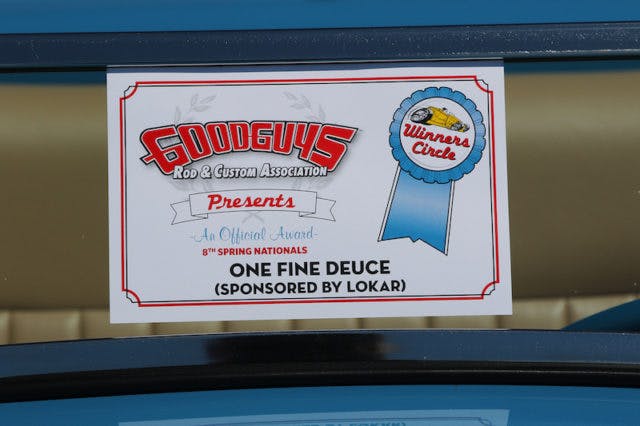 GOODGUYS
ROD & CUSTOM ASSOCIATION
Presents
-An Official Award-
8TH SPRING NATIONALS
ONE FINE DEUCE
(SPONSORED BY LOKAR)
Winners
Circle